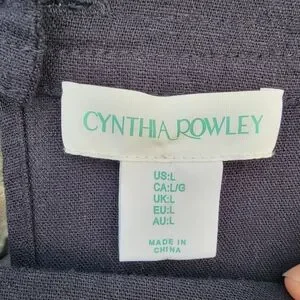 CYNTHIA ROWLEY
US:L
CA:L/G
UK:L
EU:L
AU:L
MADE IN
CHINA